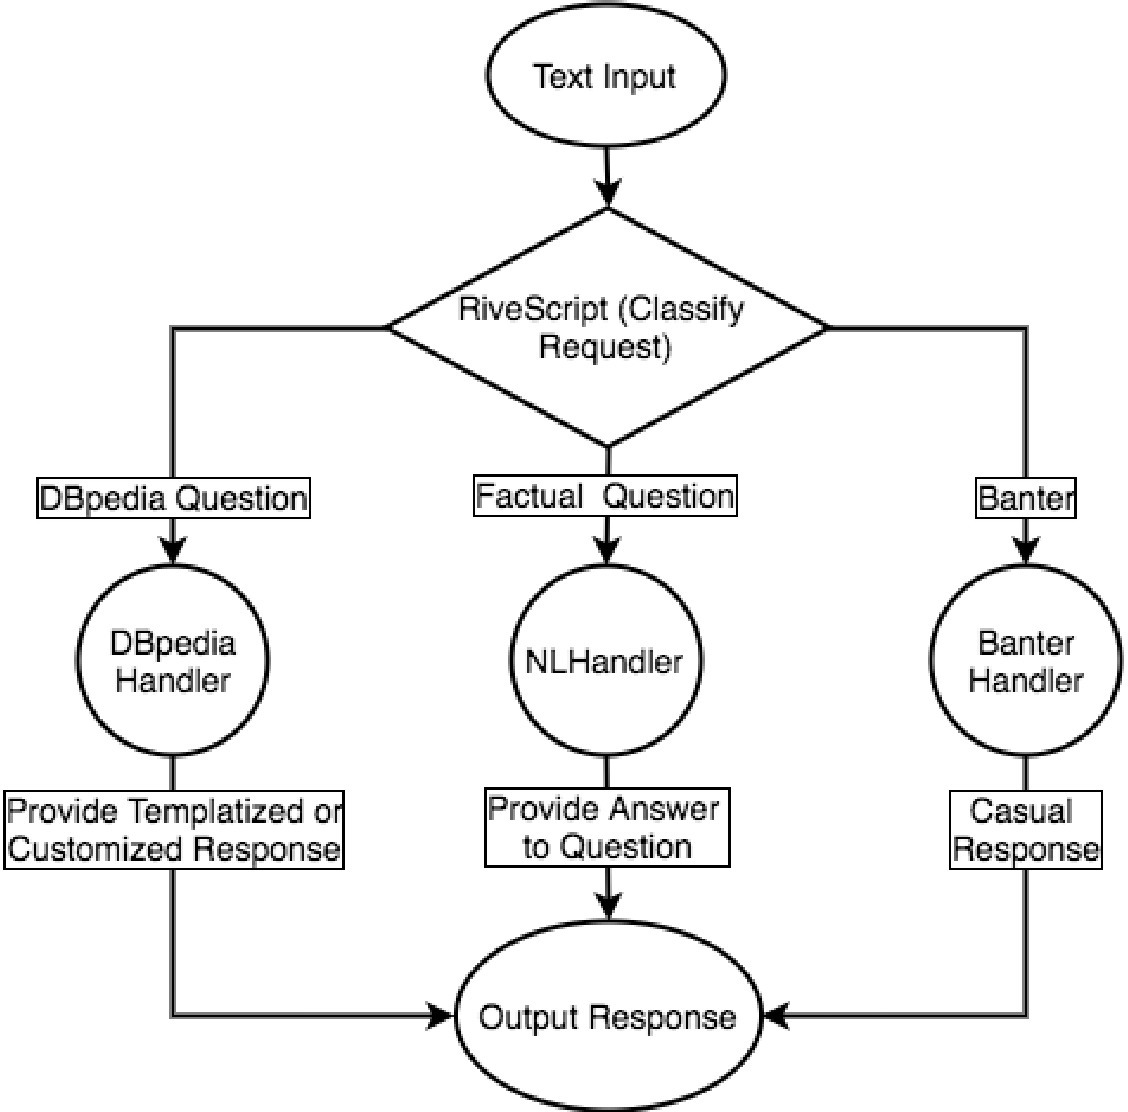 Text Input
RiveScript (Classify
Request)
DBpedia Question
Factual  Question
Banter
DBpedia
Handler
NLHandler
Banter
Handler
Provide Templatized or
Customized Response
Provide Answer
to Question
Casual
Response
Output Response